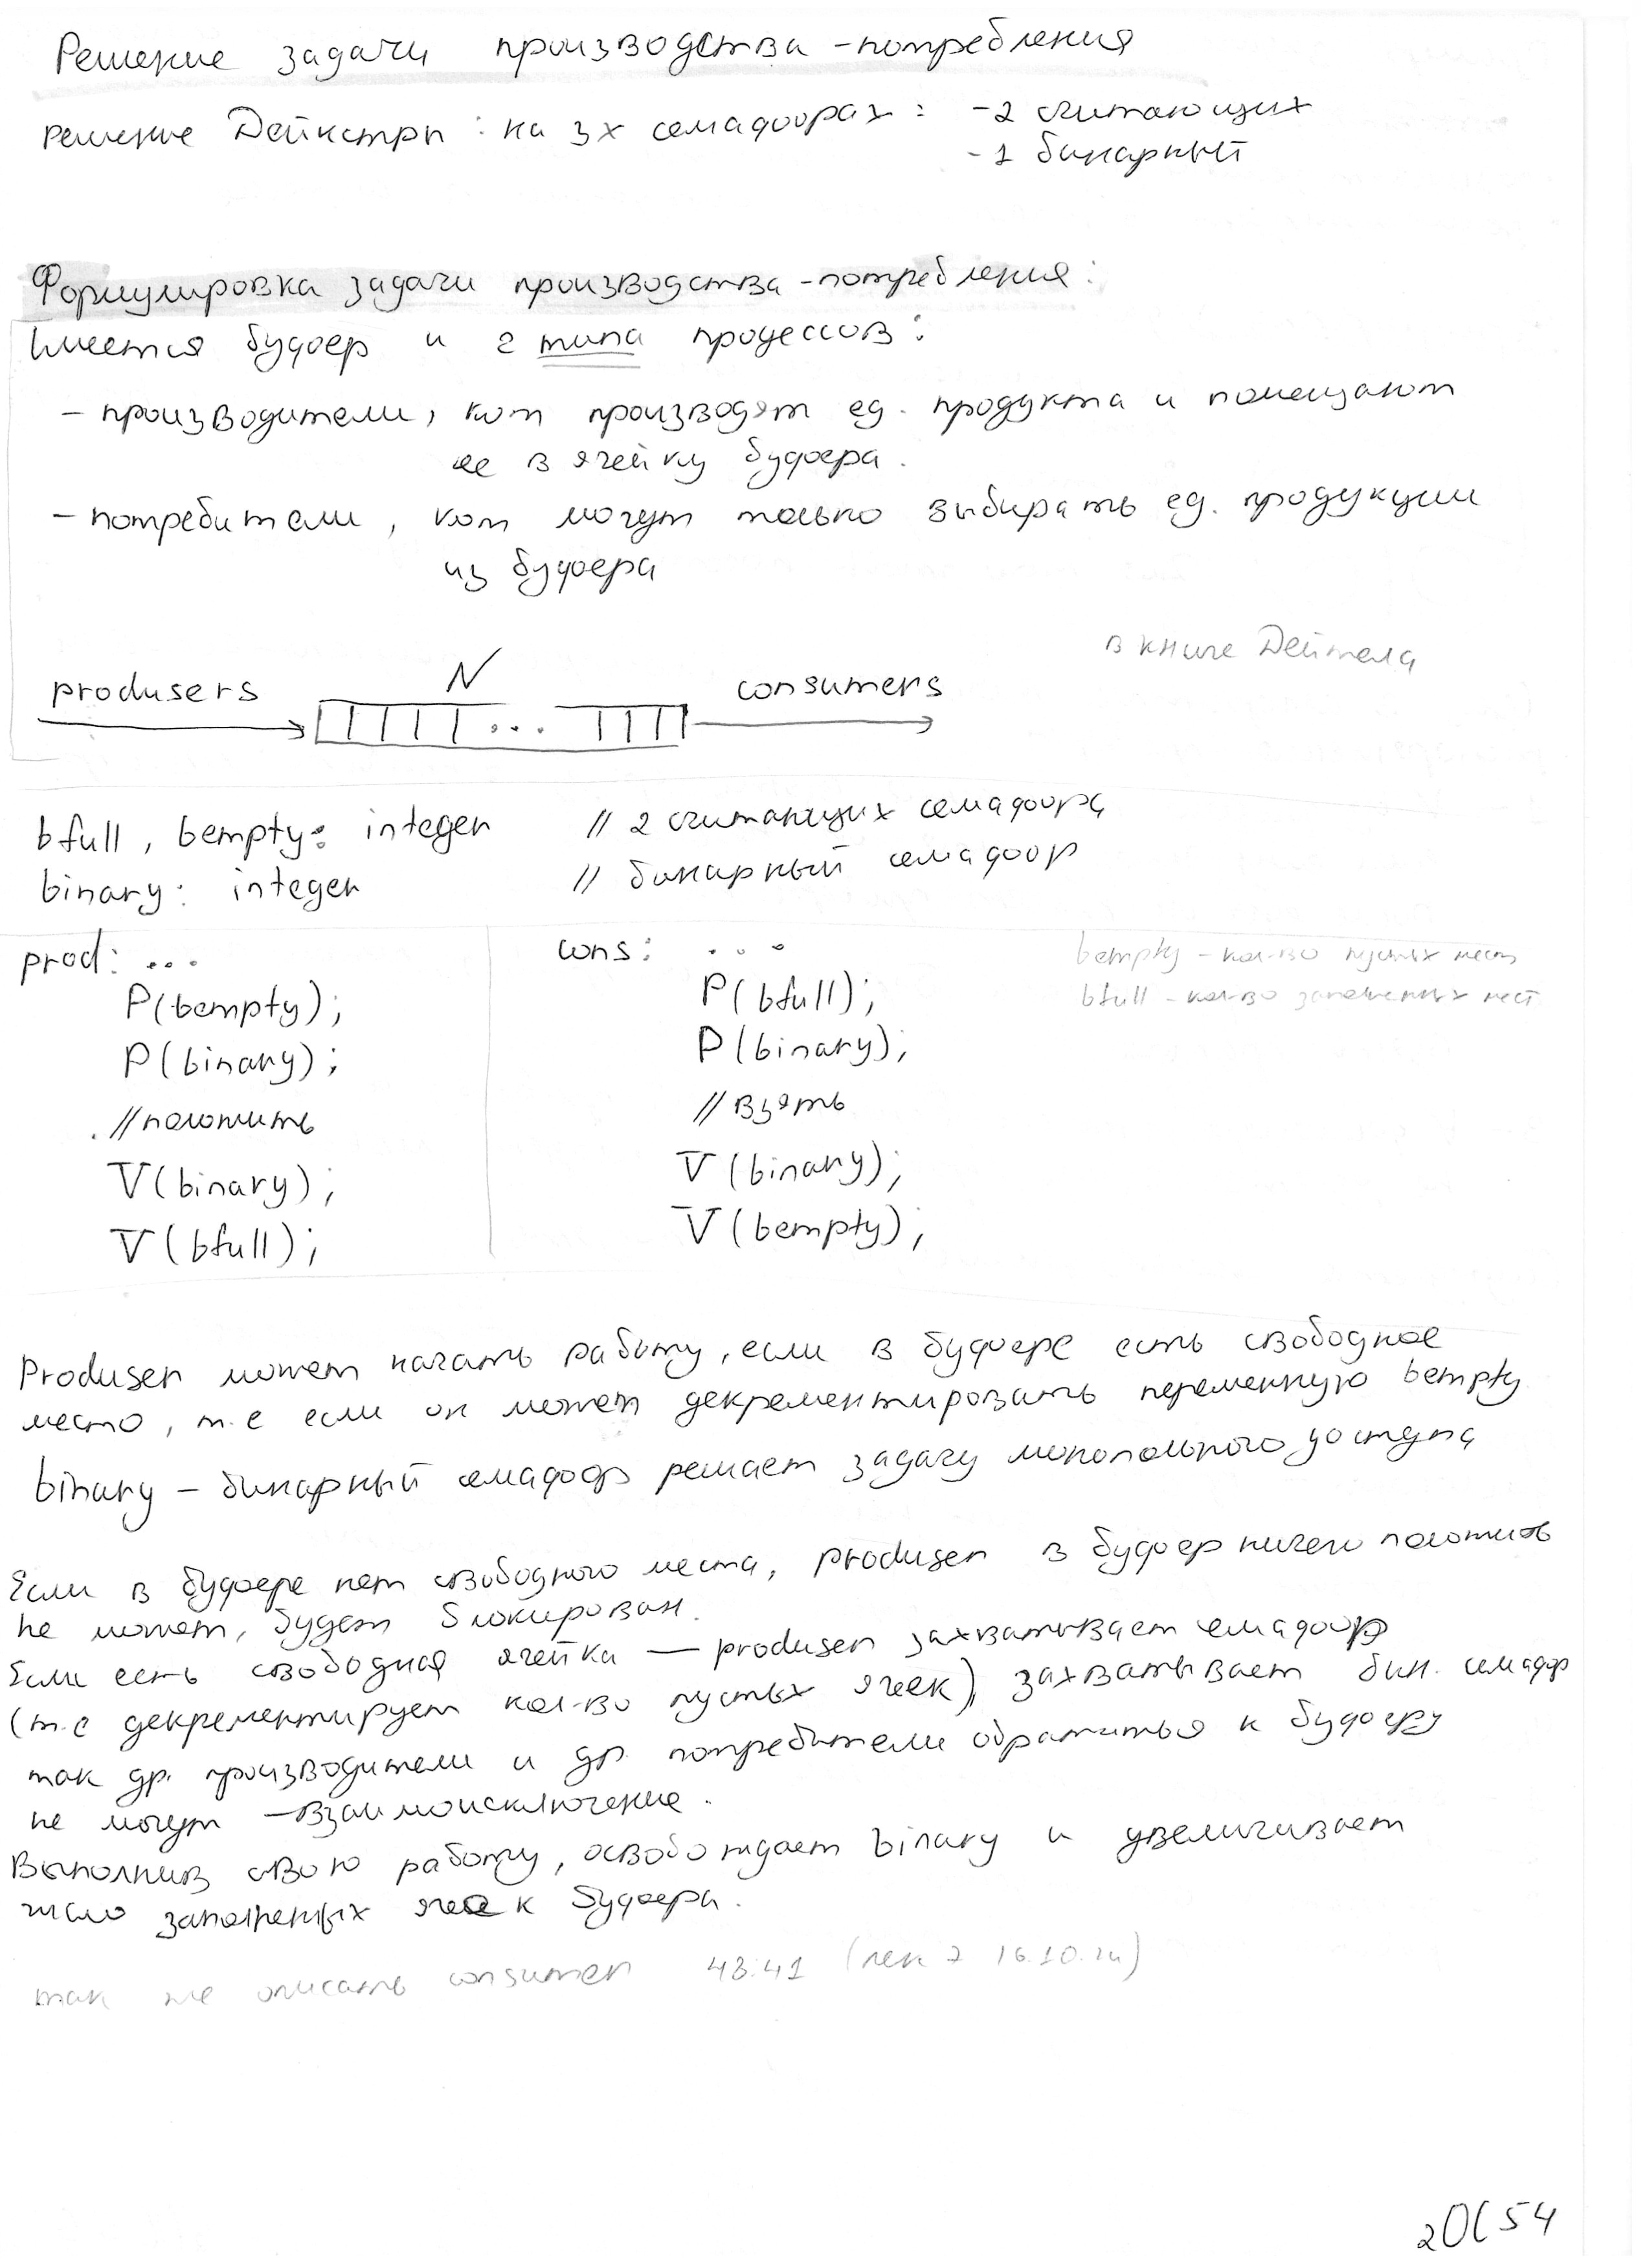 Решение задачи производства - потребления
Решение Дейкстры: на 3х семафорах: - 2 считающих
- 1 бинарный
Формулировка задачи производства - потребления:
Имеется буфер и 2 типа процессов:
- производители, кот производят ед. продукта и помещают
ее в ячейку буфера.
- потребители, кот могут только выбирать ед. продукции
из буфера
в книге Дейтела
produsers N consumers
...
bfull, bempty: integer // 2 считающих семафора
binary: integer // бинарный семафор
prod: ... cons: ... bempty - кол-во пустых мест
P(bempty); P(bfull); bfull - кол-во заполненных мест
P(binary); P(binary);
//положить //взять
V(binary); V(binary);
V(bfull); V(bempty);
Produser может начать работу, если в буфере есть свободное
место, т.е если он может декрементировать переменную bempty
binary - бинарный семафор решает задачу монопольного доступа
Если в буфере нет свободного места, produser в буфер ничего положить
не может, будет блокирован.
Если есть свободная ячейка — produser захватывает семафор
(т.е декрементирует кол-во пустых ячеек), захватывает бин. семафр
так др. производители и др. потребители обратиться к буферу
не могут - взаимоисключение.
Выполнив свою работу, освобождает binary и увеличивает
число заполненных ячеек буфера.
так же описать consumer 43:41 (лек 7 16.10.)